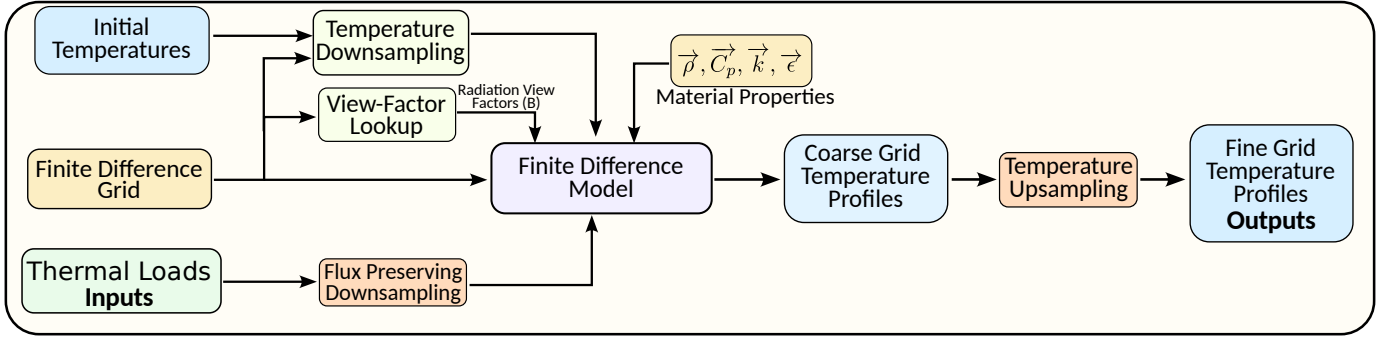 Initial
Temperatures
Temperature
Downsampling
View-Factor
Lookup
Radiation View
Factors (B)
ρ⃗, C⃗ₚ, k⃗, ϵ⃗
Material Properties
Finite Difference
Grid
Finite Difference
Model
Coarse Grid
Temperature
Profiles
Temperature
Upsampling
Fine Grid
Temperature
Profiles
Outputs
Thermal Loads
Inputs
Flux Preserving
Downsampling